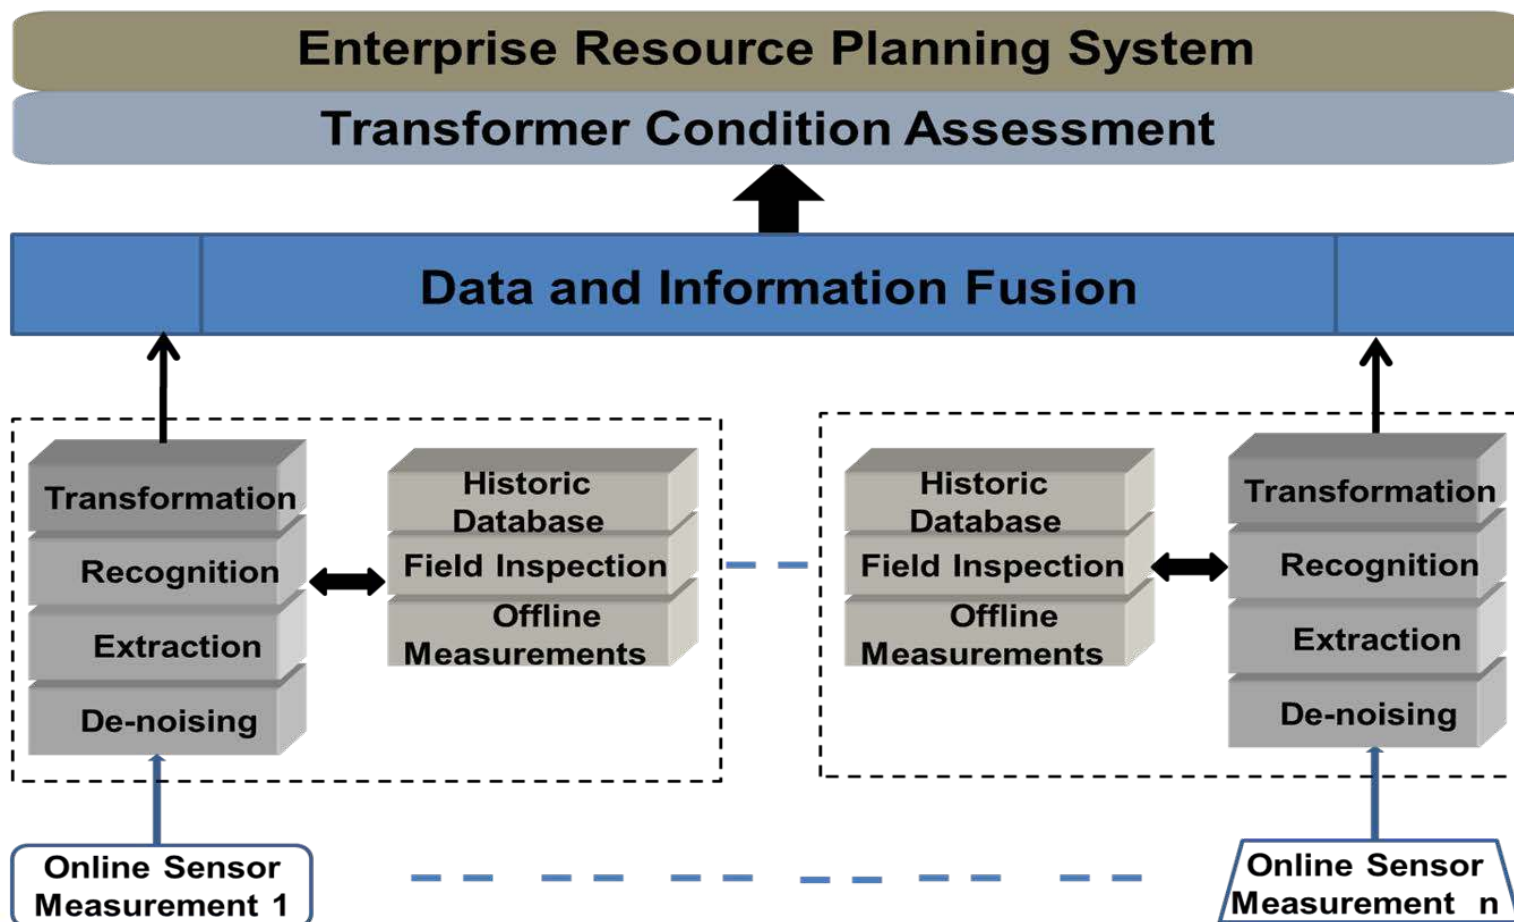 Enterprise Resource Planning System
Transformer Condition Assessment
Data and Information Fusion
Transformation
Recognition
Extraction
De-noising
Historic
Database
Field Inspection
Offline
Measurements
Historic
Database
Field Inspection
Offline
Measurements
Transformation
Recognition
Extraction
De-noising
Online Sensor
Measurement 1
Online Sensor
Measurement n